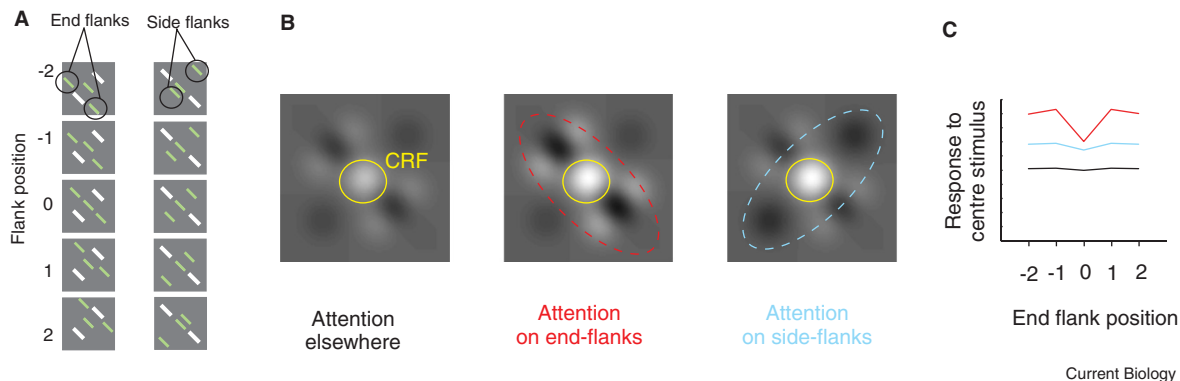 A
End flanks
Side flanks
Flank position
-2
-1
0
1
2
B
CRF
Attention
elsewhere
Attention
on end-flanks
Attention
on side-flanks
C
Response to
centre stimulus
-2 -1 0 1 2
End flank position
Current Biology